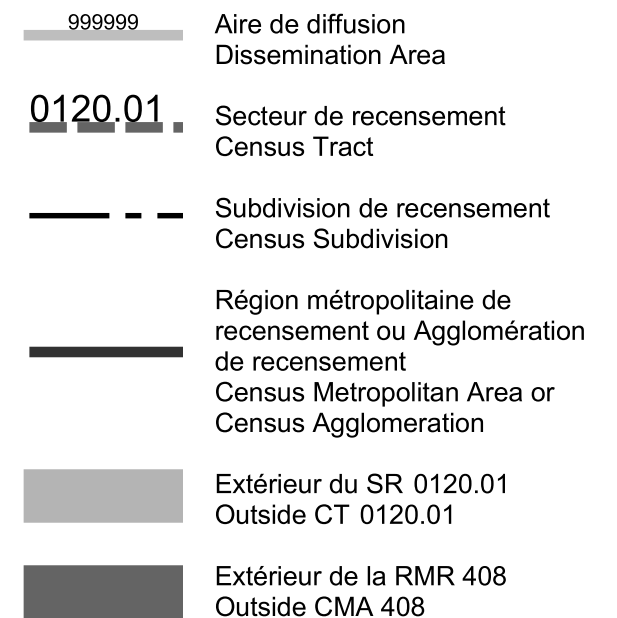 999999
Aire de diffusion
Dissemination Area
0120.01
Secteur de recensement
Census Tract
Subdivision de recensement
Census Subdivision
Région métropolitaine de
recensement ou Agglomération
de recensement
Census Metropolitan Area or
Census Agglomeration
Extérieur du SR 0120.01
Outside CT 0120.01
Extérieur de la RMR 408
Outside CMA 408